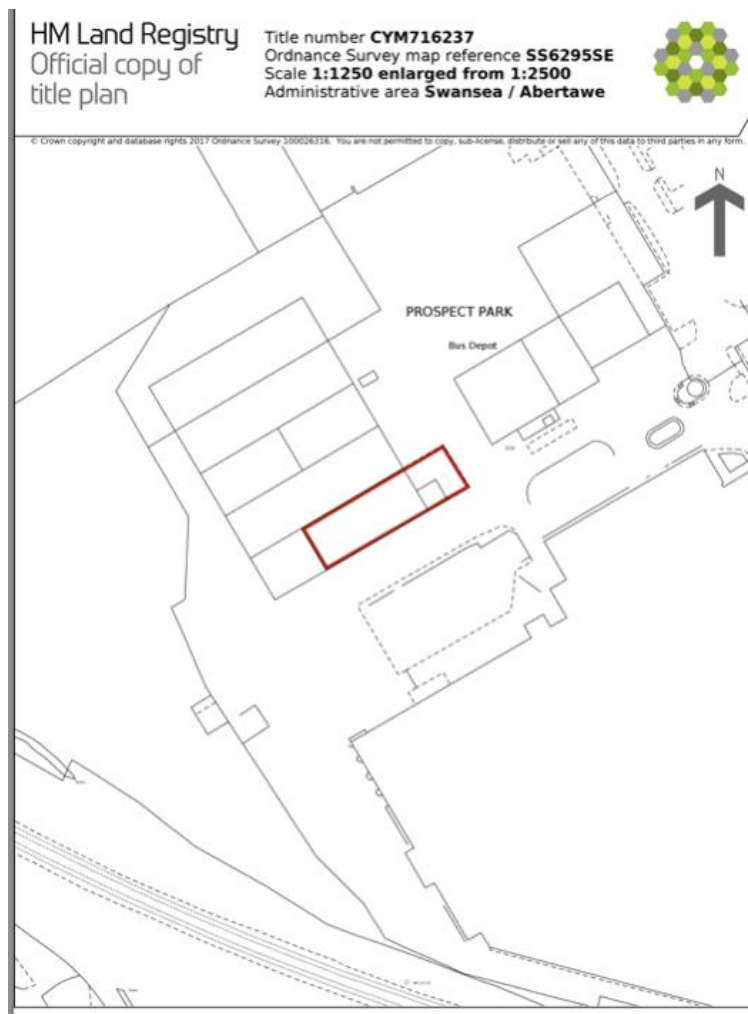 HM Land Registry
Official copy of
title plan
Title number CYM716237
Ordnance Survey map reference SS6295SE
Scale 1:1250 enlarged from 1:2500
Administrative area Swansea / Abertawe
© Crown copyright and database rights 2017 Ordnance Survey 100026316. You are not permitted to copy, sub-license, distribute or sell any of this data to third parties in any form.
N
PROSPECT PARK
Bus Depot